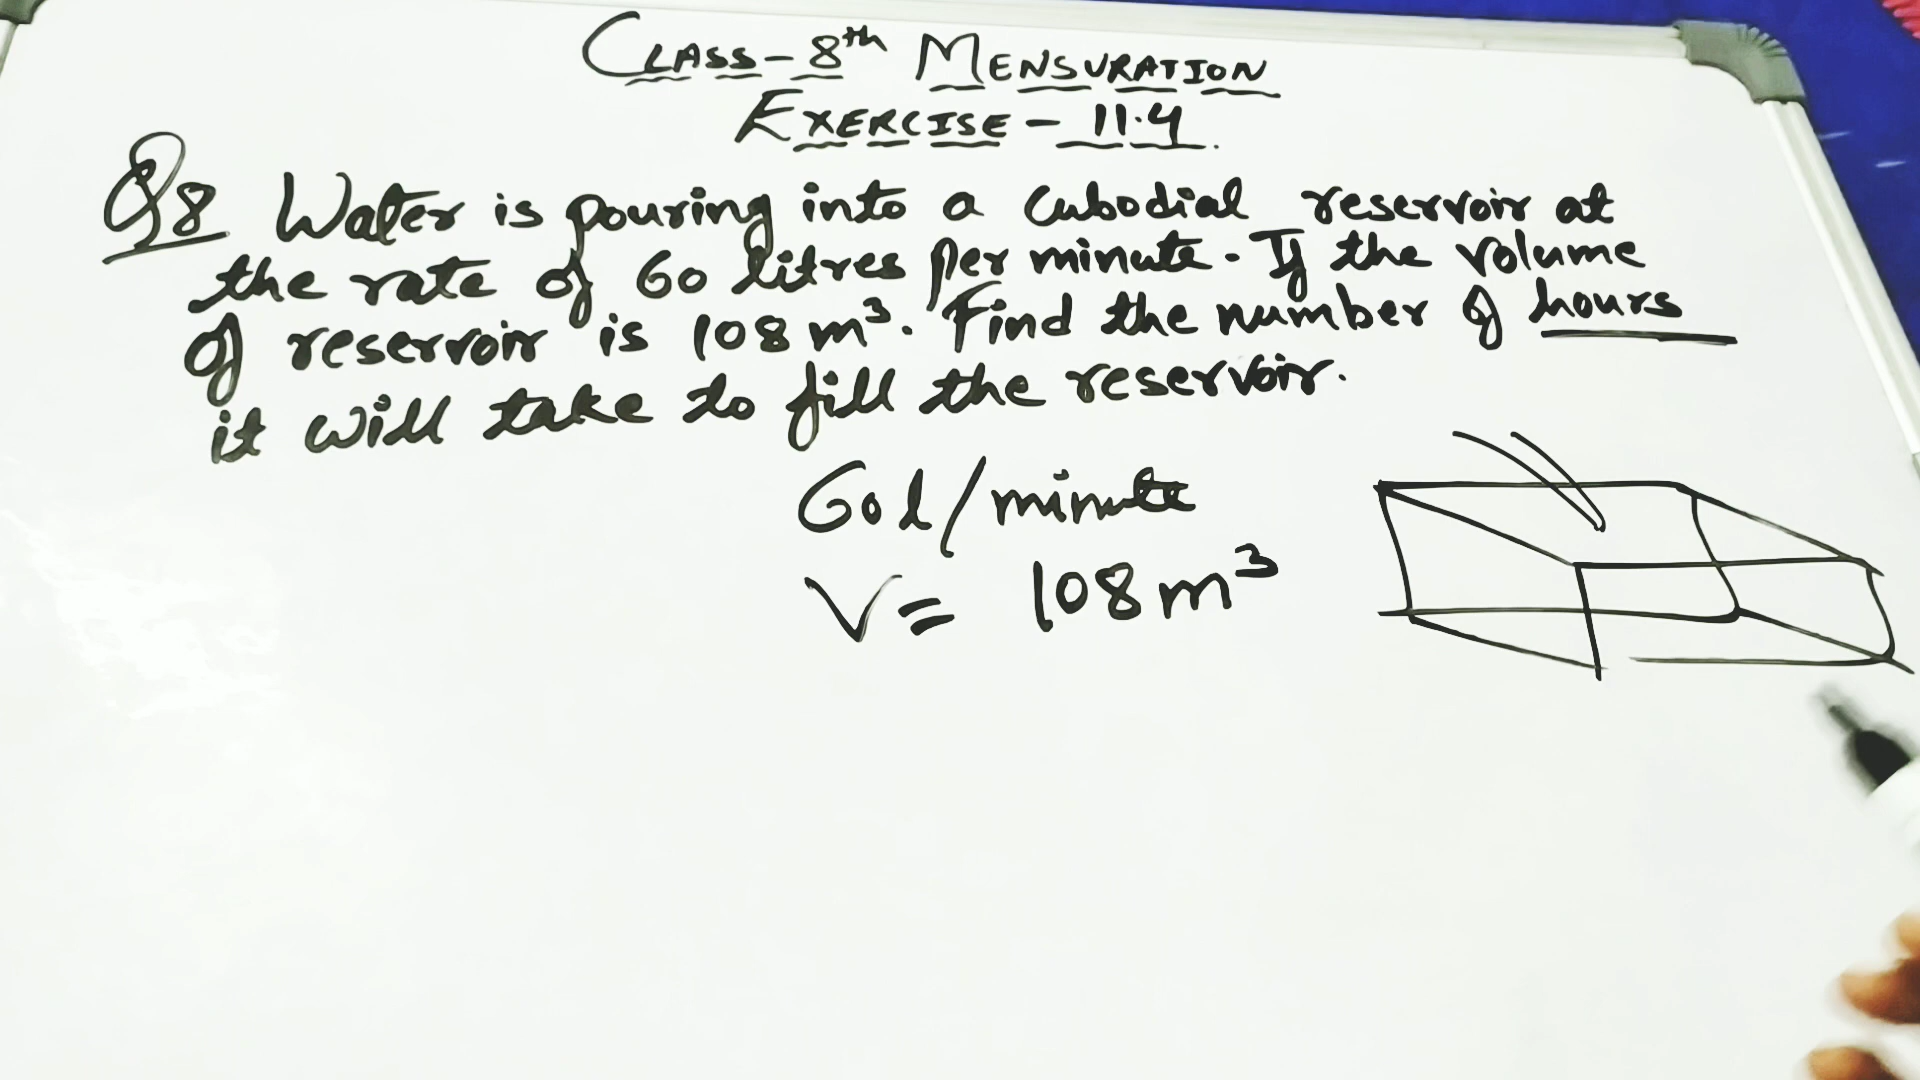 CLASS-8th MENSURATION
EXERCISE-11.4.
Q8 Water is pouring into a cubodial reservoir at
the rate of 60 litres per minute. If the volume
of reservoir is 108 m³. Find the number of hours
it will take to fill the reservoir.
60 l/minute
V = 108 m³